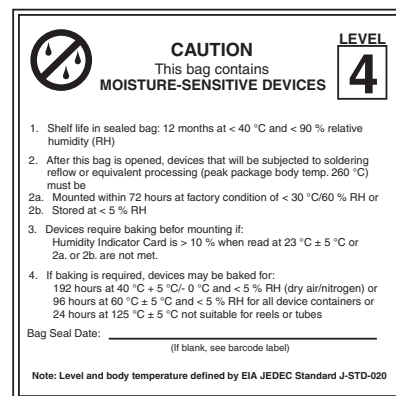 LEVEL
4
CAUTION
This bag contains
MOISTURE-SENSITIVE DEVICES
1. Shelf life in sealed bag: 12 months at < 40 °C and < 90 % relative
humidity (RH)
2. After this bag is opened, devices that will be subjected to soldering
reflow or equivalent processing (peak package body temp. 260 °C)
must be
2a. Mounted within 72 hours at factory condition of < 30 °C/60 % RH or
2b. Stored at < 5 % RH
3. Devices require baking befor mounting if:
Humidity Indicator Card is > 10 % when read at 23 °C ± 5 °C or
2a. or 2b. are not met.
4. If baking is required, devices may be baked for:
192 hours at 40 °C + 5 °C/- 0 °C and < 5 % RH (dry air/nitrogen) or
96 hours at 60 °C ± 5 °C and < 5 % RH for all device containers or
24 hours at 125 °C ± 5 °C not suitable for reels or tubes
Bag Seal Date:
(If blank, see barcode label)
Note: Level and body temperature defined by EIA JEDEC Standard J-STD-020